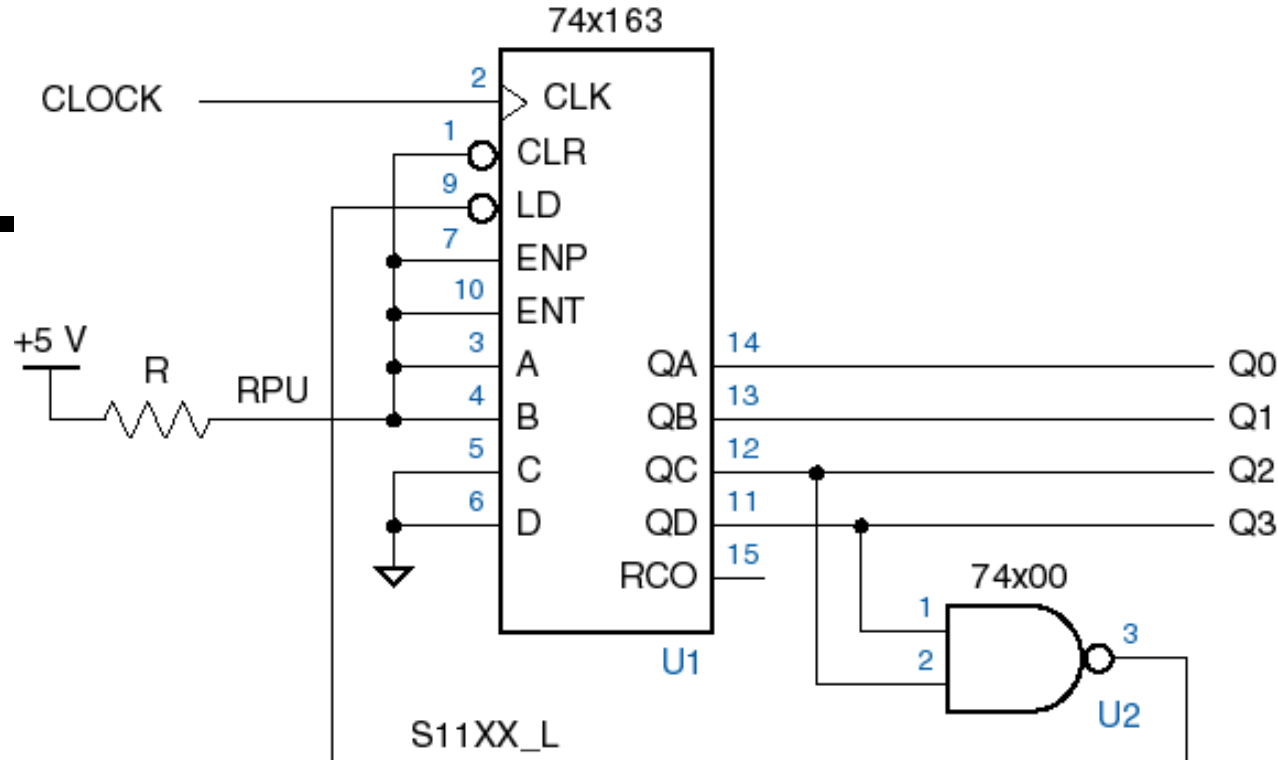 74x163
CLOCK
2
CLK
1
CLR
9
LD
7
ENP
10
ENT
+5 V
R
RPU
3
A
QA
14
Q0
4
B
QB
13
Q1
5
C
QC
12
Q2
6
D
QD
11
Q3
RCO
15
74x00
U1
1
2
3
U2
S11XX_L